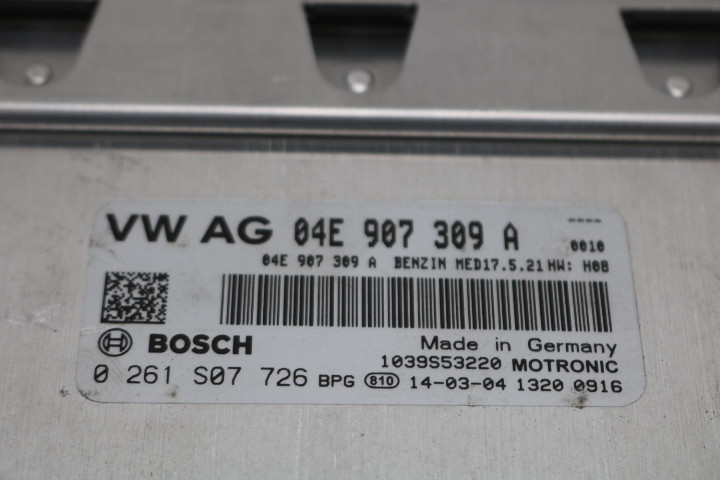 VW AG 04E 907 309 A ----
0010
04E 907 309 A BENZIN MED17.5.21 HW: H08
BOSCH Made in Germany
1039S53220 MOTRONIC
0 261 S07 726 BPG 810 14-03-04 1320 0916